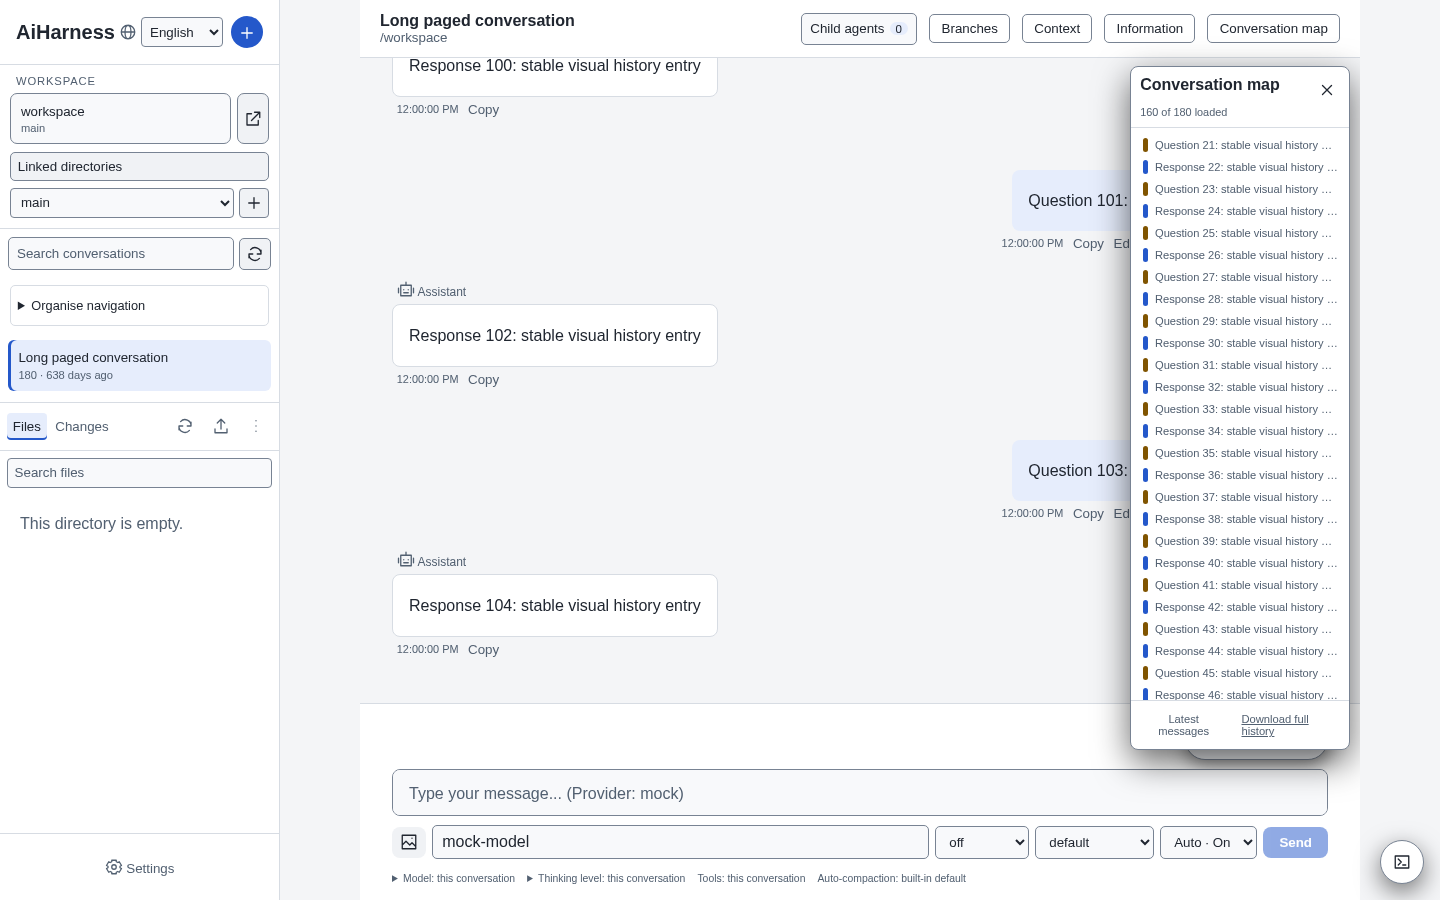 AiHarness
English
WORKSPACE
workspace
main
Linked directories
main
Search conversations
Organise navigation
Long paged conversation
180 · 638 days ago
Files
Changes
Search files
This directory is empty.
Settings
Long paged conversation
/workspace
Child agents 0
Branches
Context
Information
Conversation map
Response 100: stable visual history entry
12:00:00 PM Copy
Question 101:
12:00:00 PM Copy Ed
Assistant
Response 102: stable visual history entry
12:00:00 PM Copy
Question 103:
12:00:00 PM Copy Ed
Assistant
Response 104: stable visual history entry
12:00:00 PM Copy
Conversation map
160 of 180 loaded
Question 21: stable visual history …
Response 22: stable visual history …
Question 23: stable visual history …
Response 24: stable visual history …
Question 25: stable visual history …
Response 26: stable visual history …
Question 27: stable visual history …
Response 28: stable visual history …
Question 29: stable visual history …
Response 30: stable visual history …
Question 31: stable visual history …
Response 32: stable visual history …
Question 33: stable visual history …
Response 34: stable visual history …
Question 35: stable visual history …
Response 36: stable visual history …
Question 37: stable visual history …
Response 38: stable visual history …
Question 39: stable visual history …
Response 40: stable visual history …
Question 41: stable visual history …
Response 42: stable visual history …
Question 43: stable visual history …
Response 44: stable visual history …
Question 45: stable visual history …
Response 46: stable visual history …
Latest
messages
Download full
history
Type your message... (Provider: mock)
mock-model
off
default
Auto · On
Send
Model: this conversation
Thinking level: this conversation
Tools: this conversation
Auto-compaction: built-in default